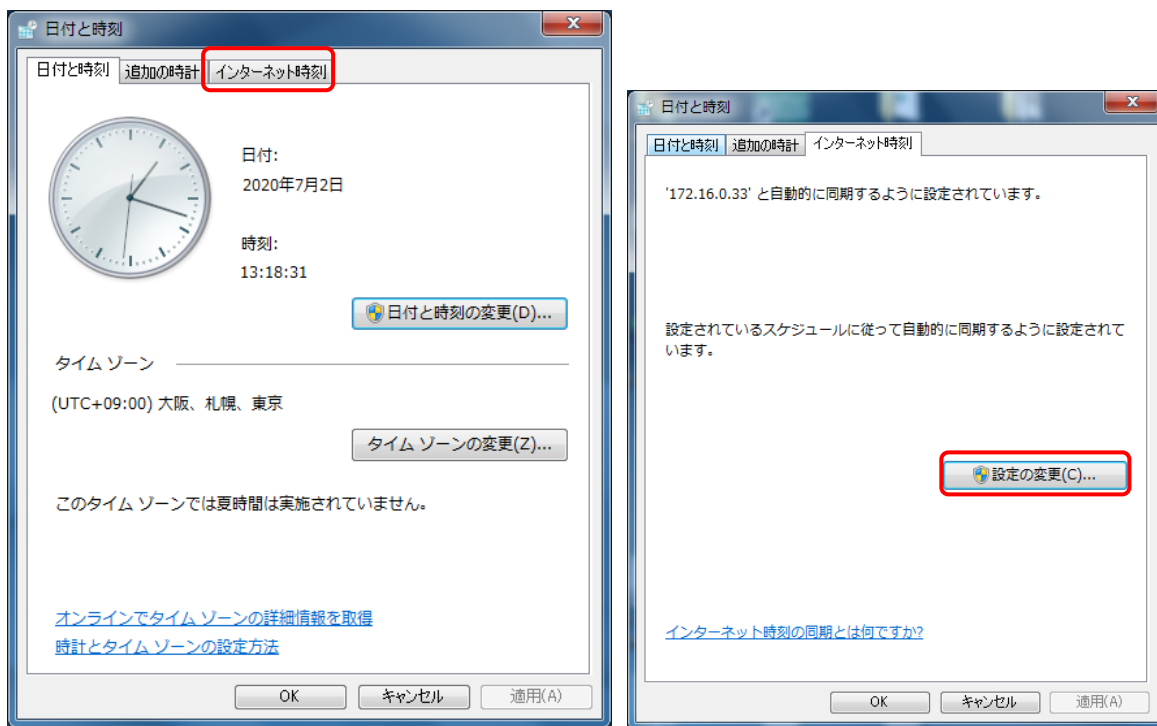 日付と時刻
日付と時刻 追加の時計 インターネット時刻
日付:
2020年7月2日
時刻:
13:18:31
日付と時刻の変更(D)...
タイム ゾーン
(UTC+09:00) 大阪、札幌、東京
タイム ゾーンの変更(Z)...
このタイム ゾーンでは夏時間は実施されていません。
オンラインでタイム ゾーンの詳細情報を取得
時計とタイム ゾーンの設定方法
OK キャンセル 適用(A)
日付と時刻
日付と時刻 追加の時計 インターネット時刻
'172.16.0.33' と自動的に同期するように設定されています。
設定されているスケジュールに従って自動的に同期するように設定されて
います。
設定の変更(C)...
インターネット時刻の同期とは何ですか?
OK キャンセル 適用(A)